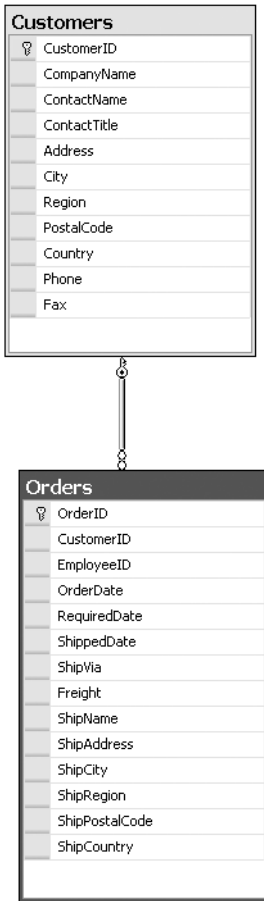 Customers
CustomerID
CompanyName
ContactName
ContactTitle
Address
City
Region
PostalCode
Country
Phone
Fax
Orders
OrderID
CustomerID
EmployeeID
OrderDate
RequiredDate
ShippedDate
ShipVia
Freight
ShipName
ShipAddress
ShipCity
ShipRegion
ShipPostalCode
ShipCountry